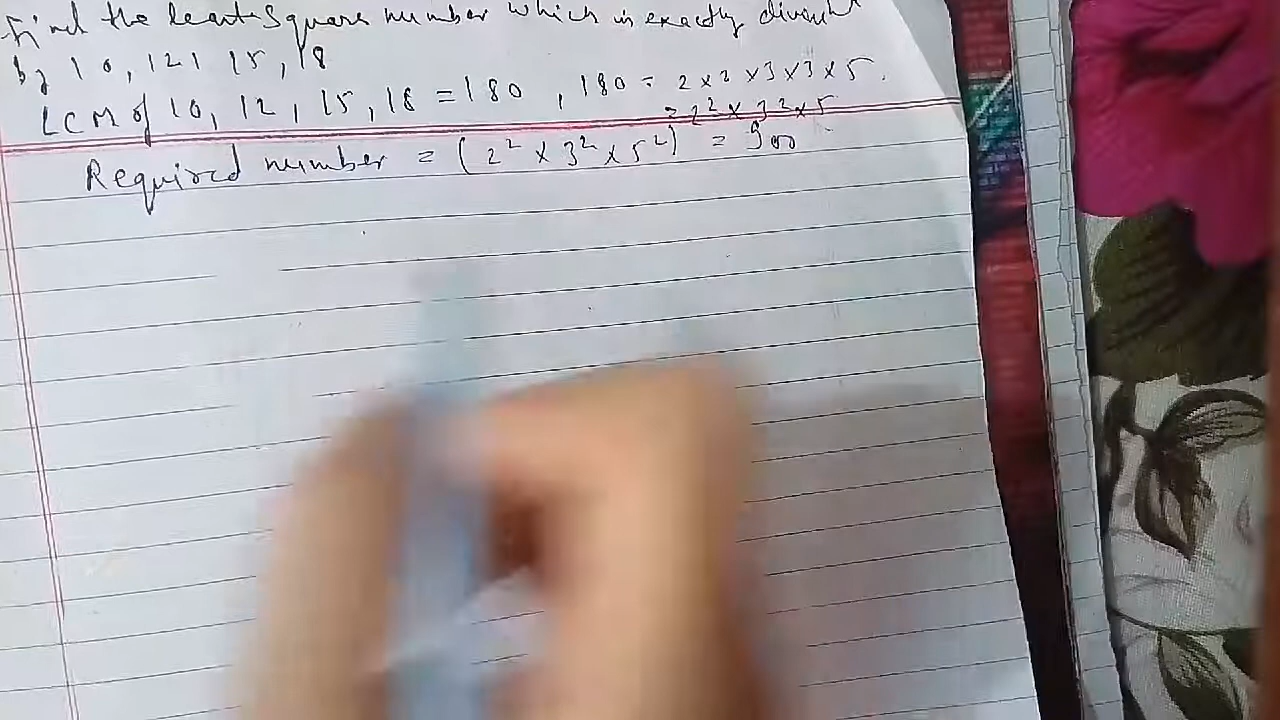 Find the least square number which is exactly divisible
by 10, 12, 15, 18
LCM of 10, 12, 15, 18 = 180, 180 = 2 × 2 × 3 × 3 × 5.
= 2² × 3² × 5
Required number = (2² × 3² × 5²) = 900